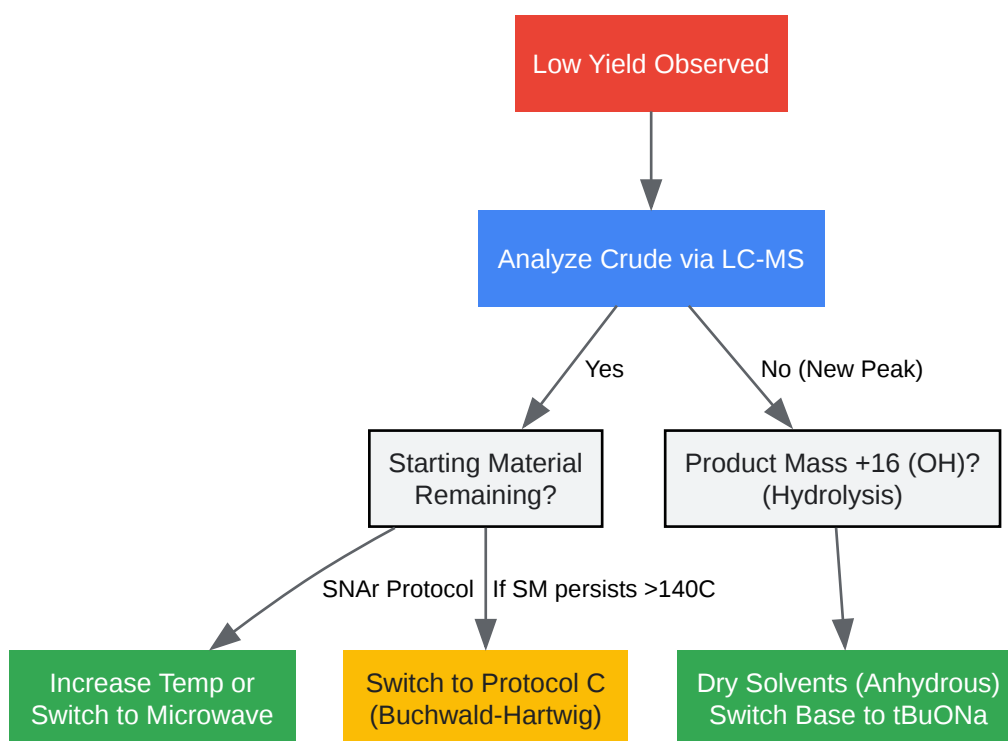 Low Yield Observed
Analyze Crude via LC-MS
Yes
No (New Peak)
Starting Material
Remaining?
Product Mass +16 (OH)?
(Hydrolysis)
SNAr Protocol
If SM persists >140C
Increase Temp or
Switch to Microwave
Switch to Protocol C
(Buchwald-Hartwig)
Dry Solvents (Anhydrous)
Switch Base to tBuONa